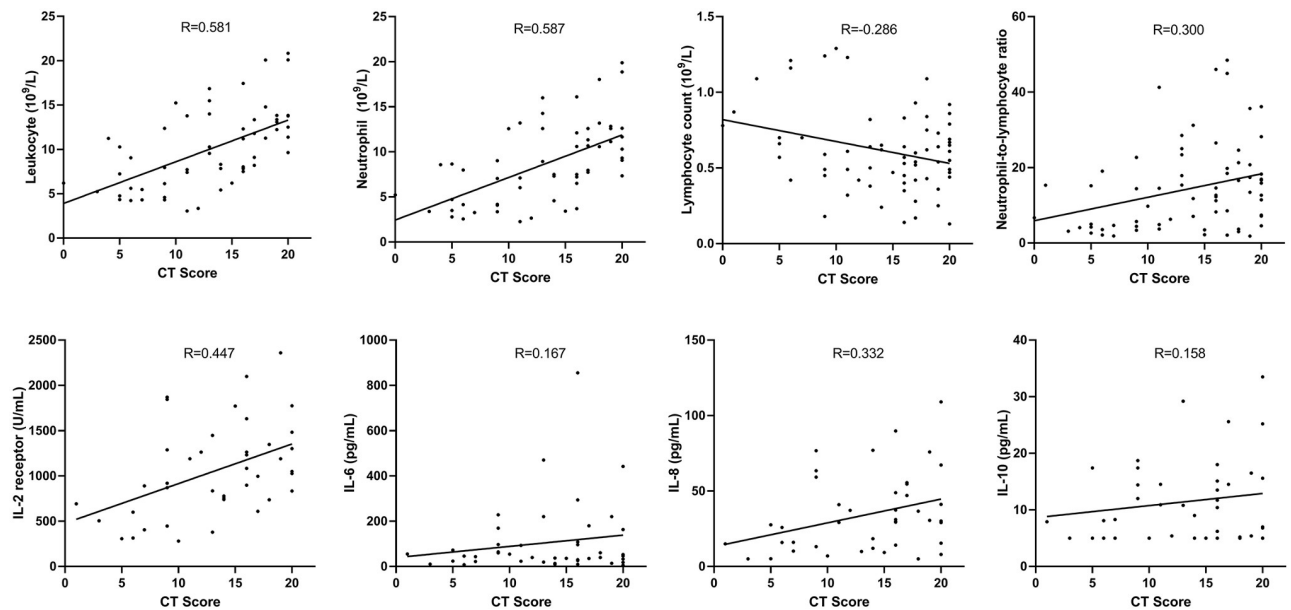 R=0.581
Leukocyte (10⁹/L)
25
20
15
10
5
0
0 5 10 15 20
CT Score
R=0.587
Neutrophil (10⁹/L)
25
20
15
10
5
0
0 5 10 15 20
CT Score
R=-0.286
Lymphocyte count (10⁹/L)
1.5
1.0
0.5
0.0
0 5 10 15 20
CT Score
R=0.300
Neutrophil-to-lymphocyte ratio
60
40
20
0
0 5 10 15 20
CT Score
R=0.447
IL-2 receptor (U/mL)
2500
2000
1500
1000
500
0
0 5 10 15 20
CT Score
R=0.167
IL-6 (pg/mL)
1000
800
600
400
200
0
0 5 10 15 20
CT Score
R=0.332
IL-8 (pg/mL)
150
100
50
0
0 5 10 15 20
CT Score
R=0.158
IL-10 (pg/mL)
40
30
20
10
0
0 5 10 15 20
CT Score